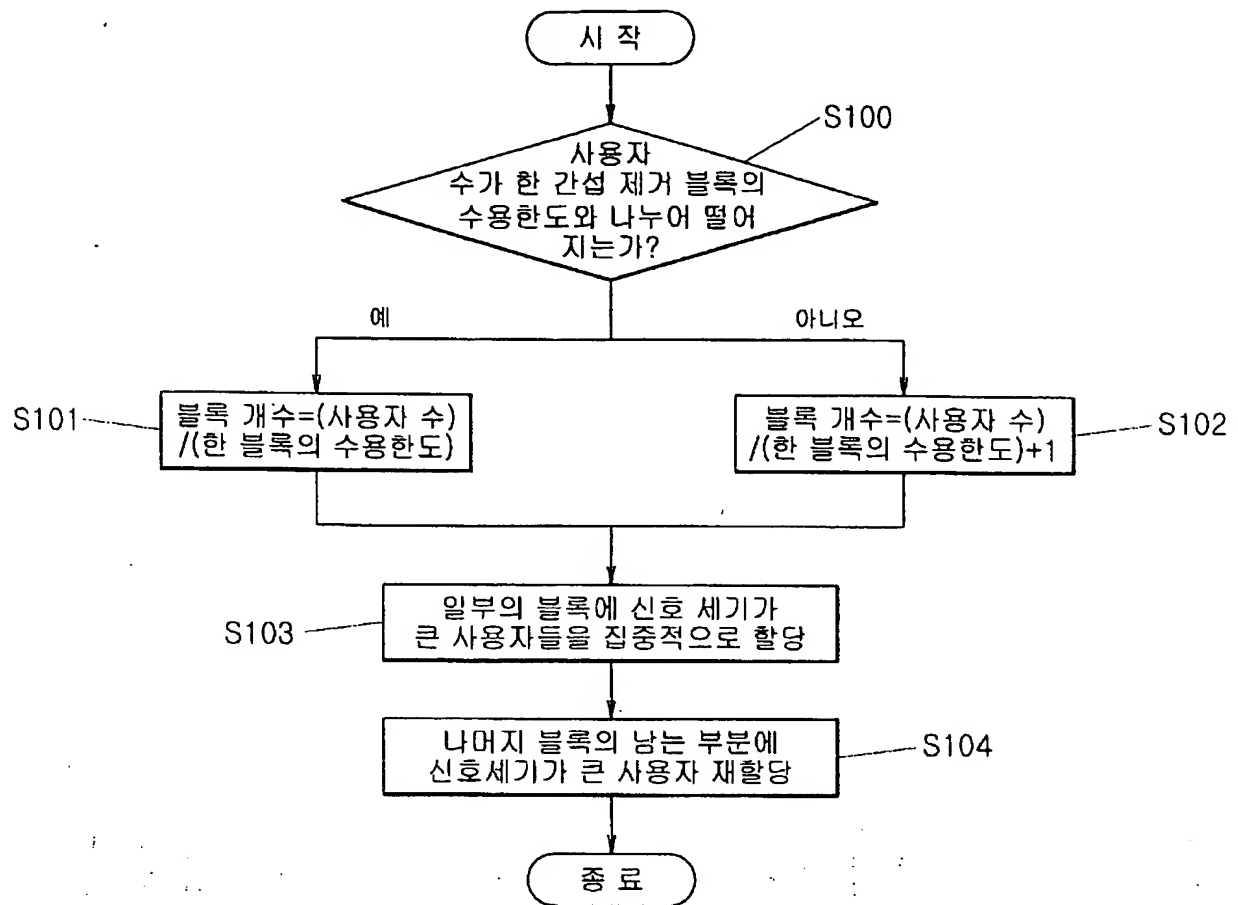 시 작
S100
사용자
수가 한 간섭 제거 블록의
수용한도와 나누어 떨어
지는가?
예
아니오
S101
블록 개수=(사용자 수)
/(한 블록의 수용한도)
블록 개수=(사용자 수)
/(한 블록의 수용한도)+1
S102
S103
일부의 블록에 신호 세기가
큰 사용자들을 집중적으로 할당
나머지 블록의 남는 부분에
신호세기가 큰 사용자 재할당
S104
종 료